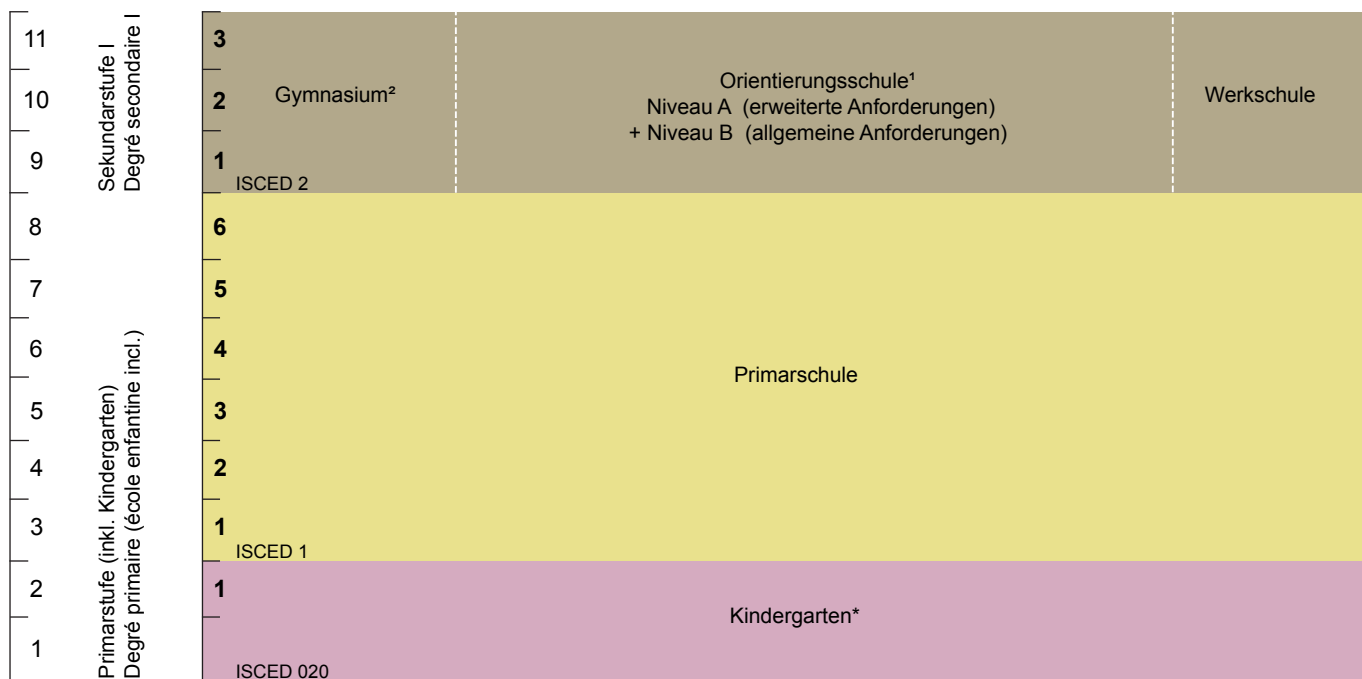 11
10
9
8
7
6
5
4
3
2
1
Sekundarstufe I
Degré secondaire I
Primarstufe (inkl. Kindergarten)
Degré primaire (école enfantine incl.)
3
2
1
ISCED 2
Gymnasium²
Orientierungsschule¹
Niveau A (erweiterte Anforderungen)
+ Niveau B (allgemeine Anforderungen)
Werkschule
6
5
4
3
2
1
ISCED 1
Primarschule
1
Kindergarten*
ISCED 020